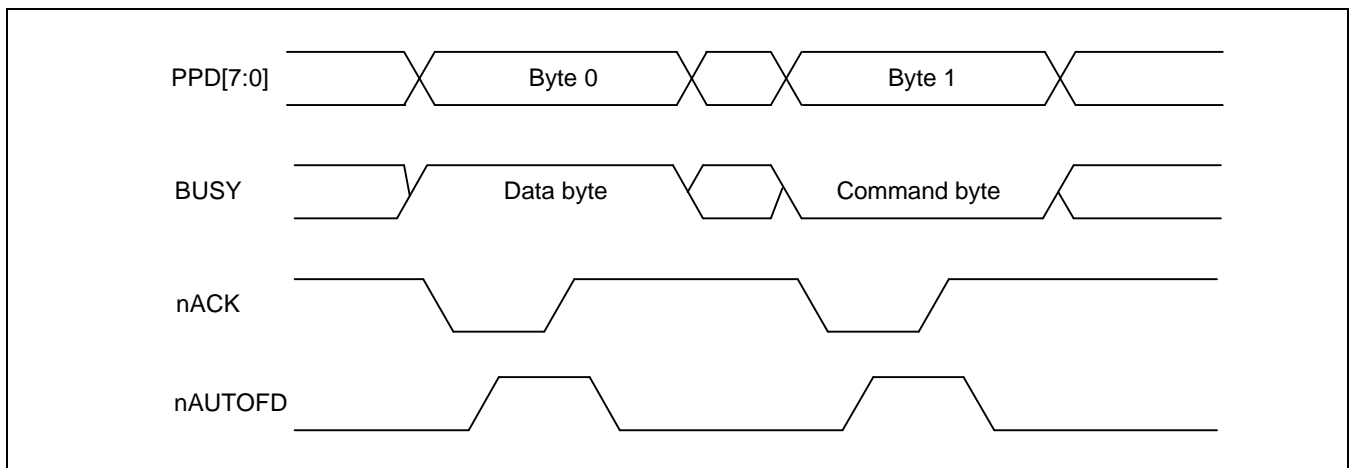 PPD[7:0] Byte 0 Byte 1
BUSY Data byte Command byte
nACK
nAUTOFD